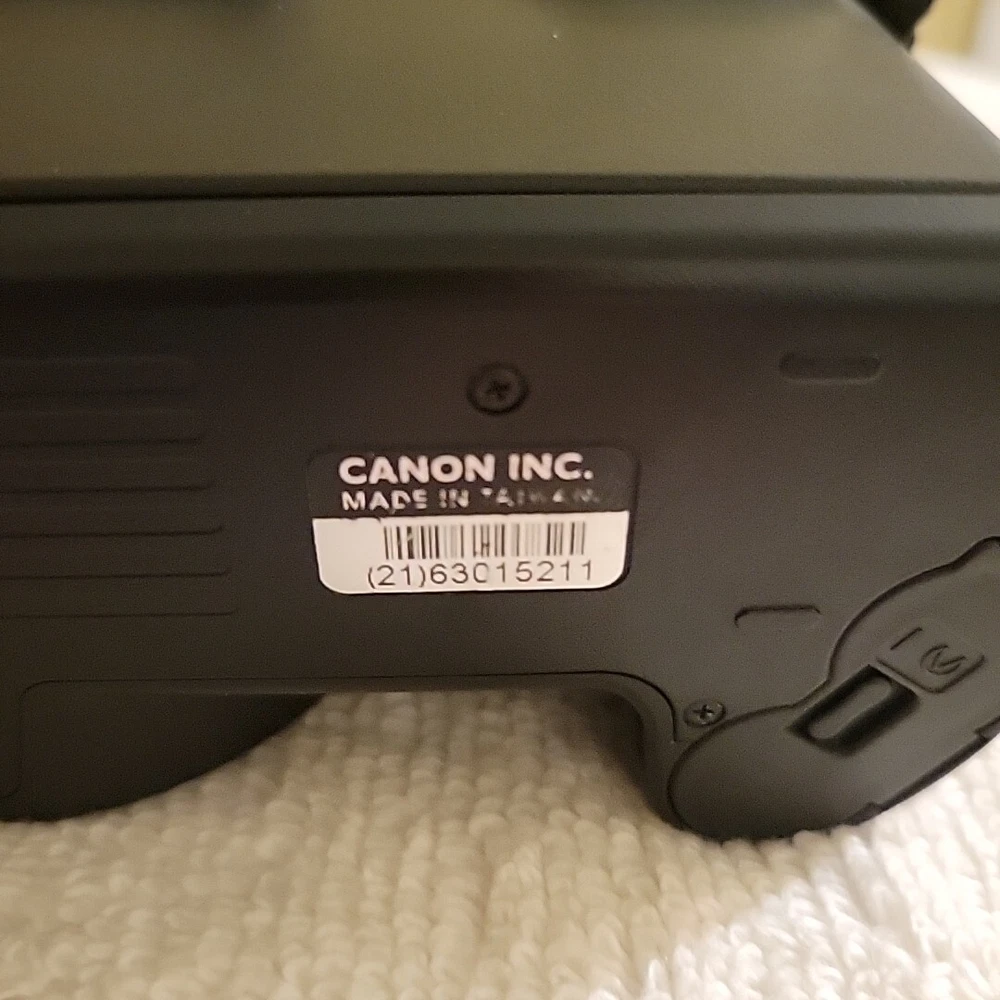 CANON INC.
MADE IN TAIWAN
(21)63015211